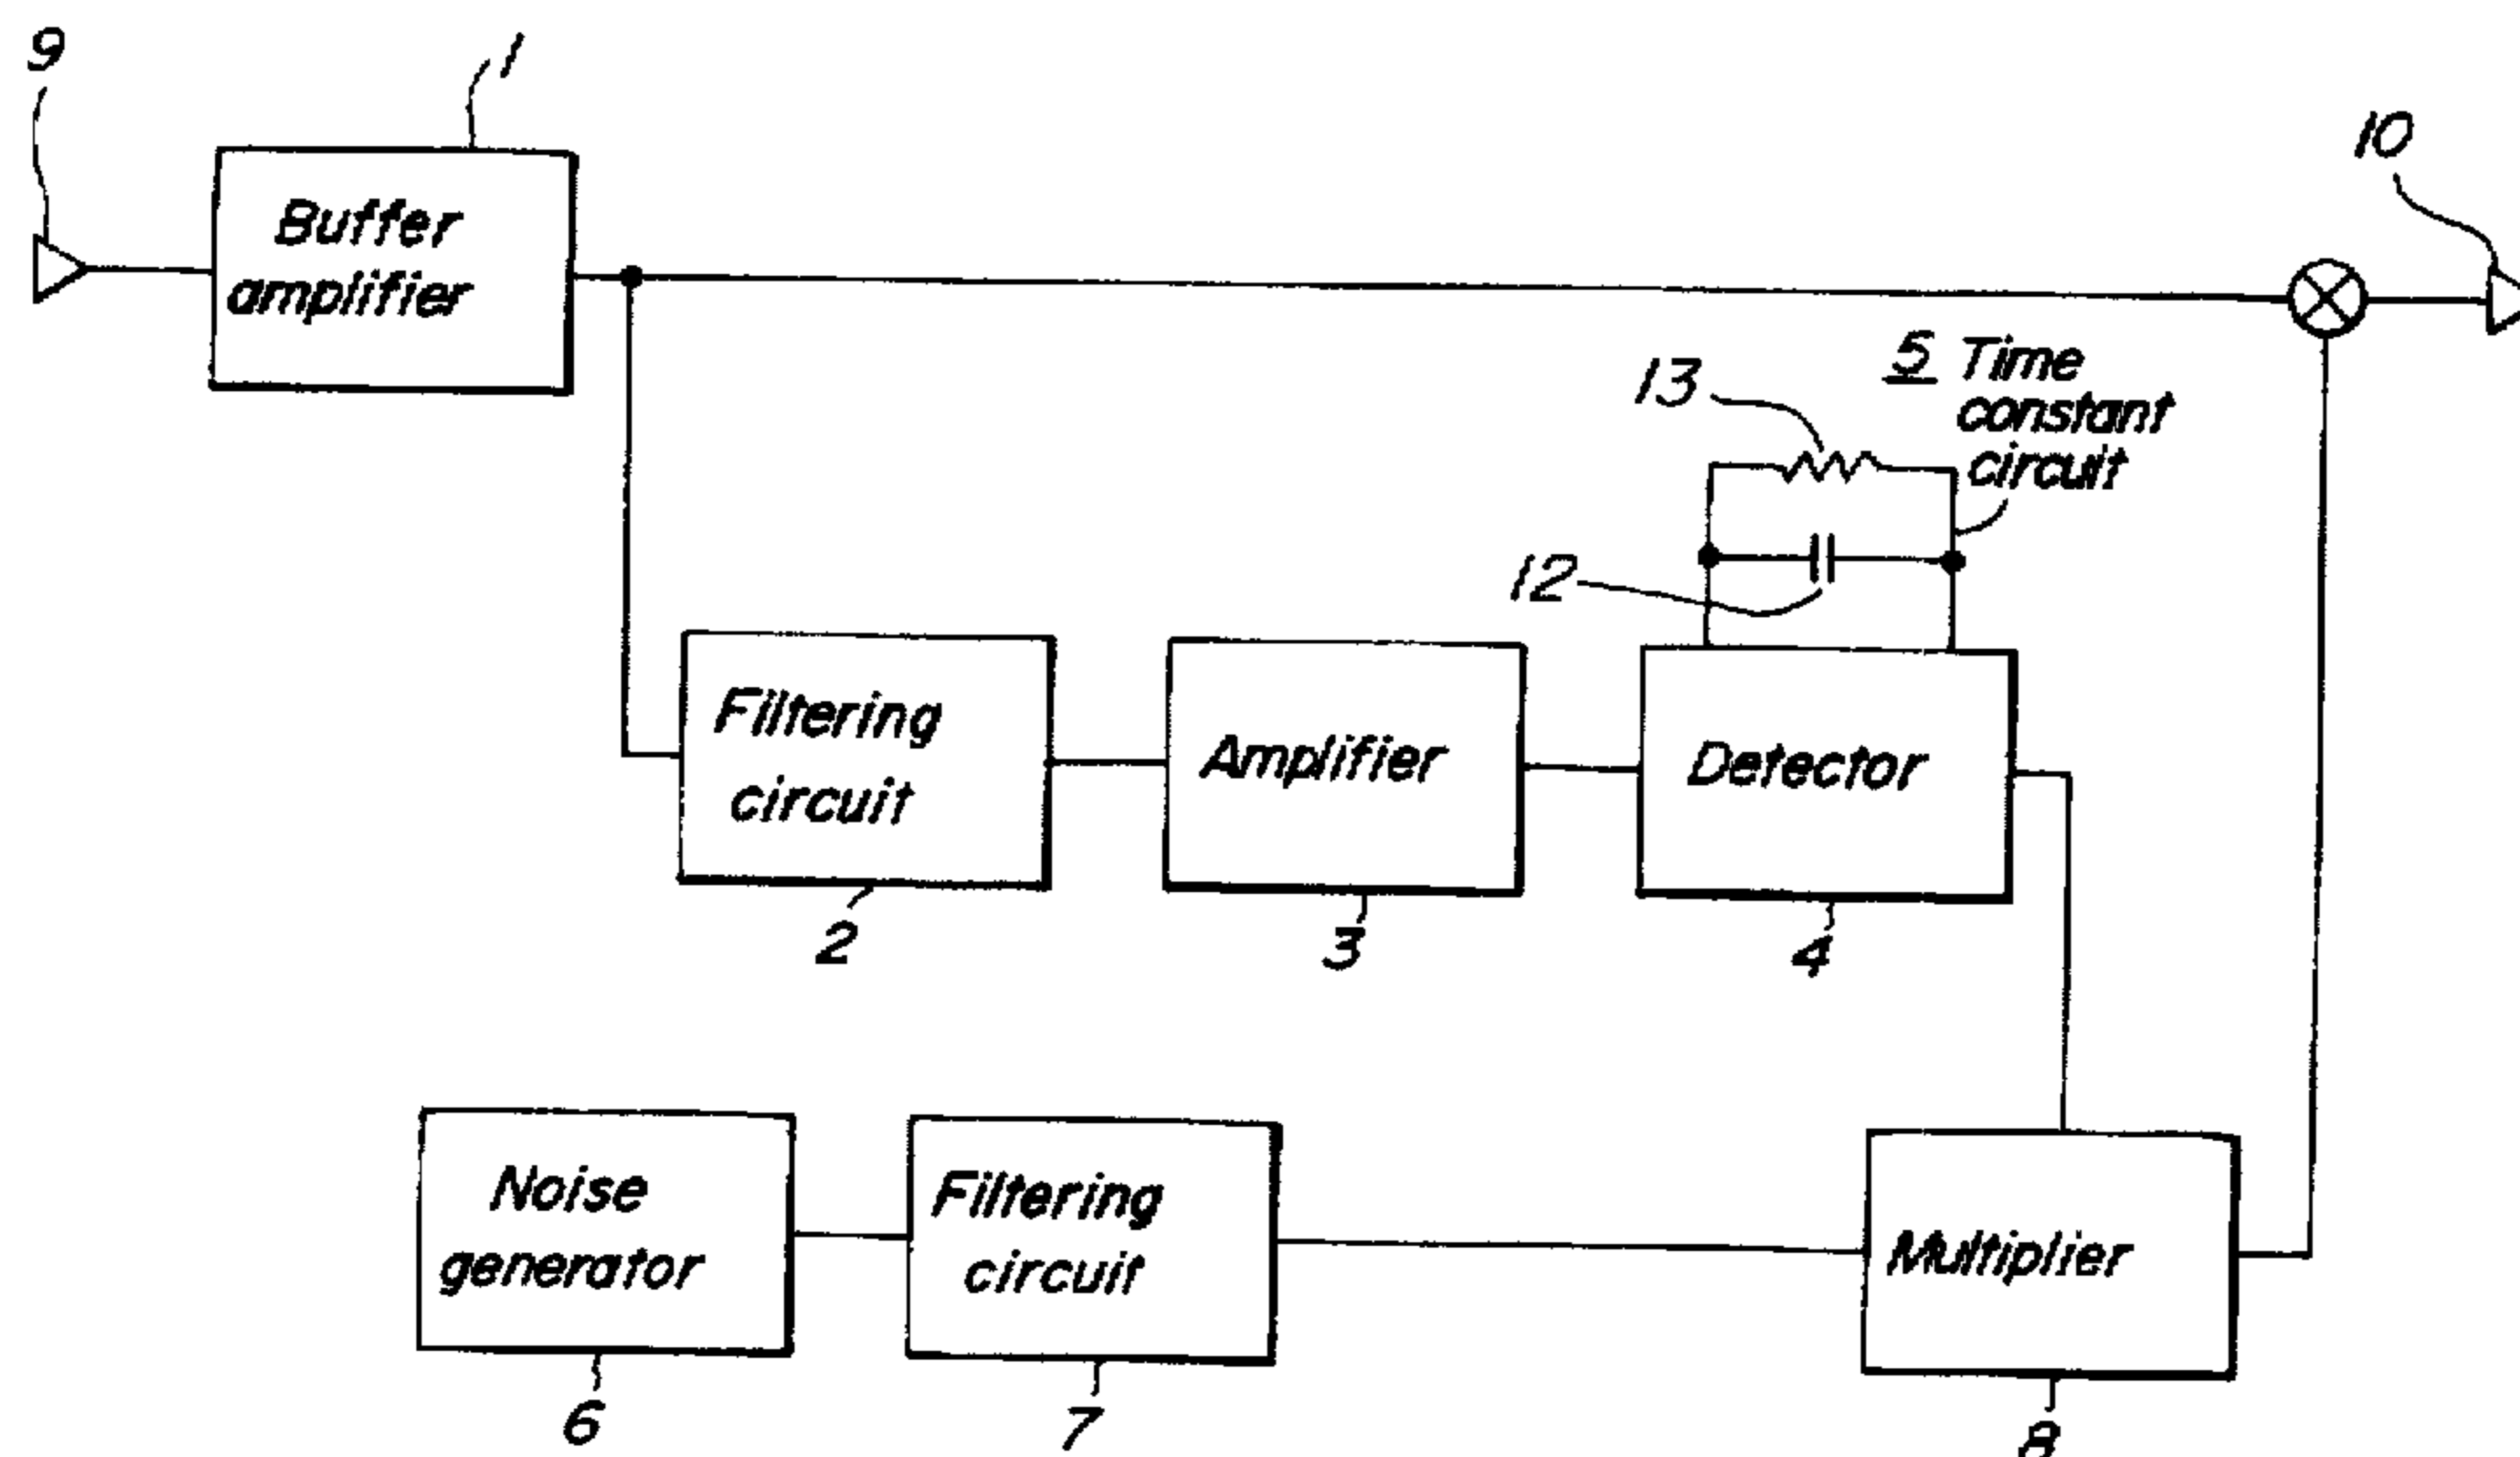 9
1
10
Buffer
amplifier
13
5 Time
constant
circuit
12
Filtering
circuit
Amplifier
Detector
2
3
4
Noise
generator
Filtering
circuit
Multiplier
6
7
8